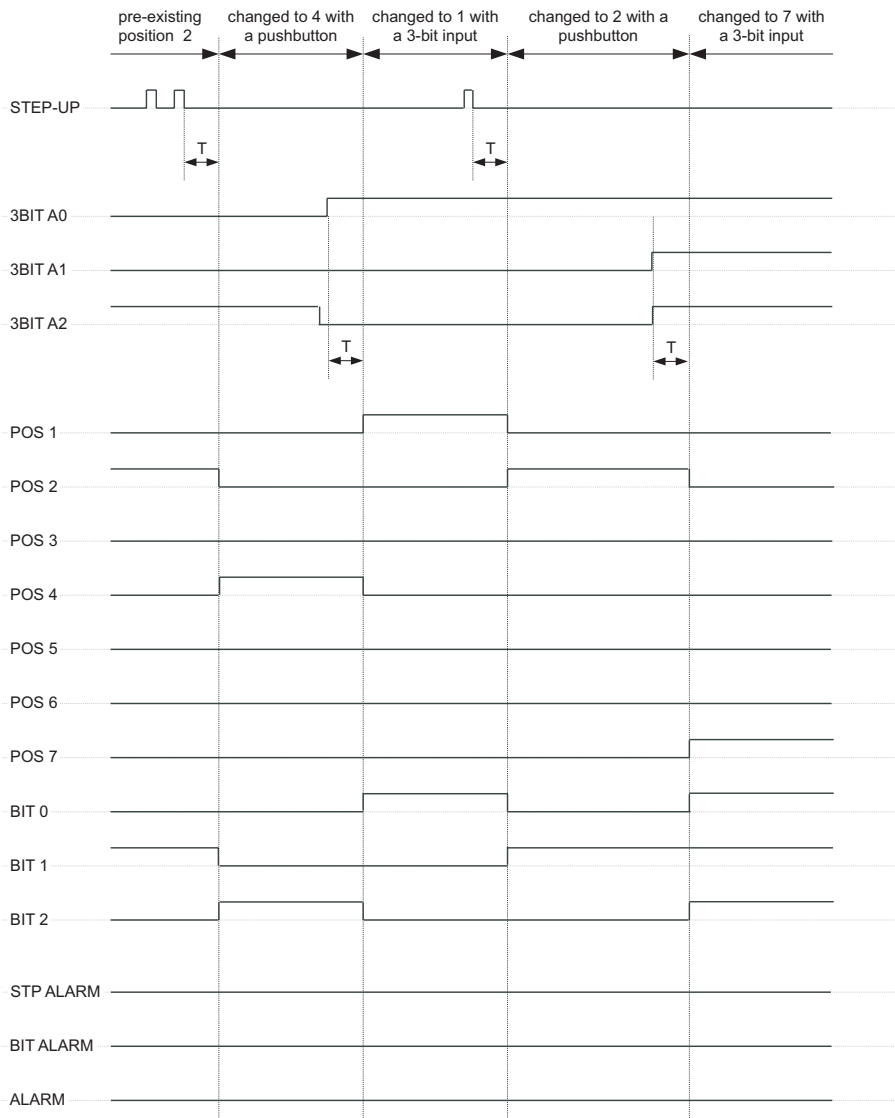 pre-existing
position 2
changed to 4 with
a pushbutton
changed to 1 with
a 3-bit input
changed to 2 with a
pushbutton
changed to 7 with
a 3-bit input
STEP-UP
T
T
3BIT A0
3BIT A1
3BIT A2
T
T
POS 1
POS 2
POS 3
POS 4
POS 5
POS 6
POS 7
BIT 0
BIT 1
BIT 2
STP ALARM
BIT ALARM
ALARM